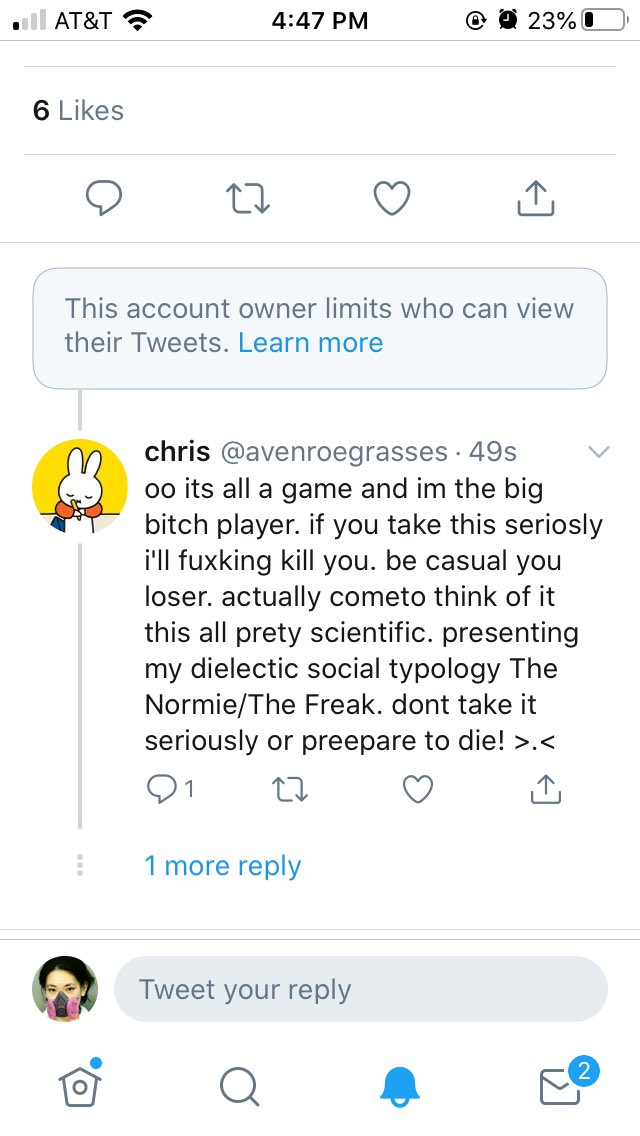 AT&T 4:47 PM 23%
6 Likes
This account owner limits who can view
their Tweets. Learn more
chris @avenroegrasses · 49s
oo its all a game and im the big
bitch player. if you take this seriosly
i'll fuxking kill you. be casual you
loser. actually cometo think of it
this all prety scientific. presenting
my dielectic social typology The
Normie/The Freak. dont take it
seriously or preepare to die! >.<
1
1 more reply
Tweet your reply
2